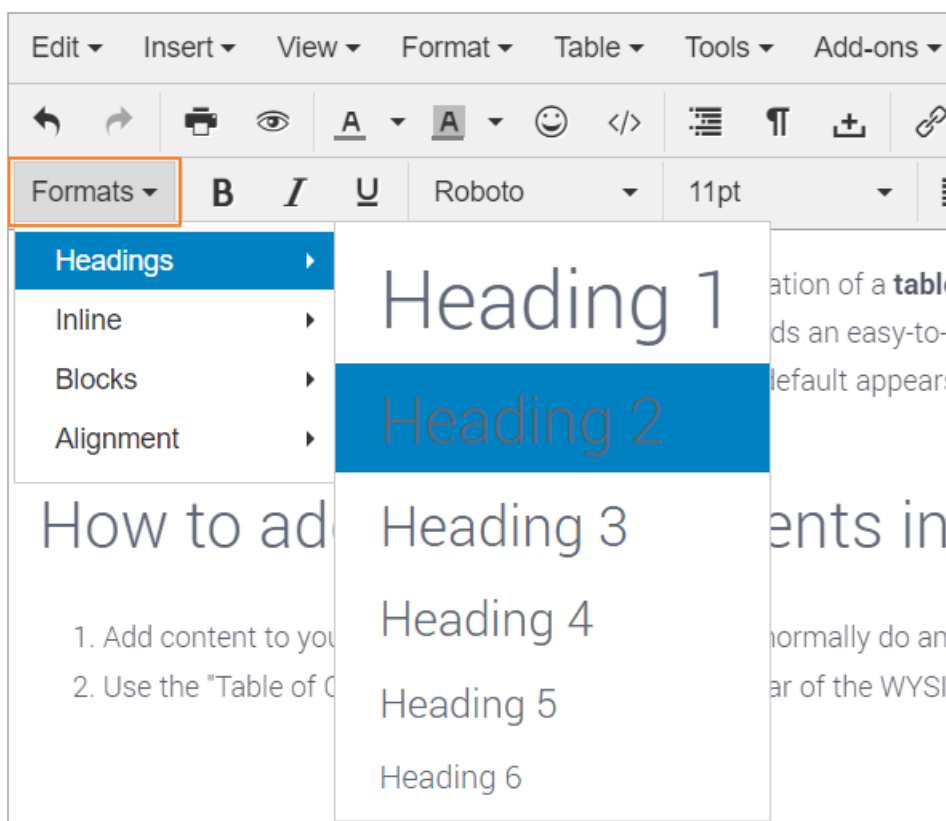 Edit Insert View Format Table Tools Add-ons
A A </>
Formats B I U Roboto 11pt
Headings
Inline
Blocks
Alignment
Heading 1
Heading 2
Heading 3
Heading 4
Heading 5
Heading 6
ation of a tabl
ds an easy-to-
default appears
How to ad ents in
1. Add content to you normally do an
2. Use the "Table of C ar of the WYSI